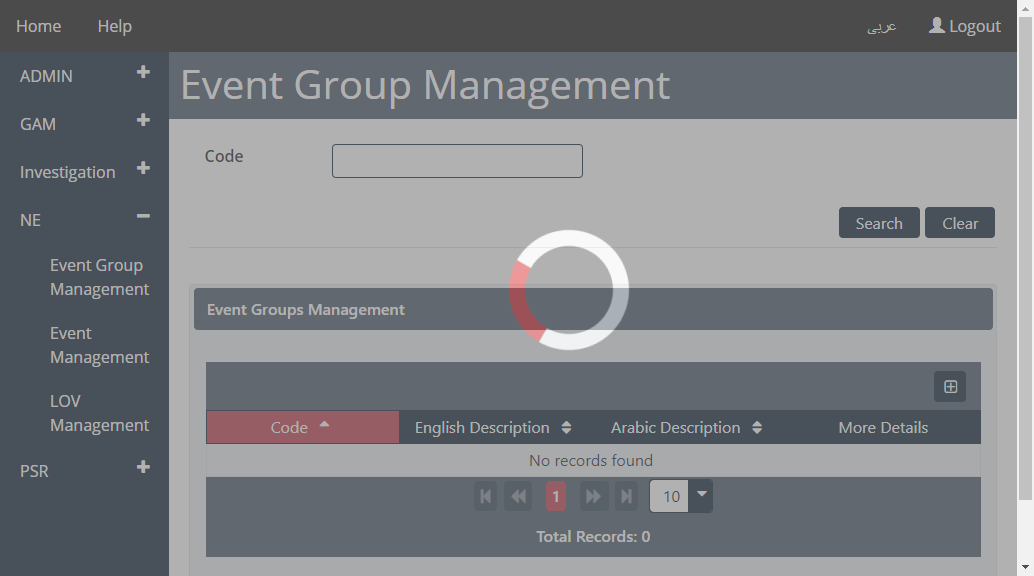 Home Help عربى Logout
Event Group Management
ADMIN
GAM
Investigation
NE
Event Group
Management
Event
Management
LOV
Management
PSR
Code
Search Clear
Event Groups Management
Code English Description Arabic Description More Details
No records found
1 10
Total Records: 0